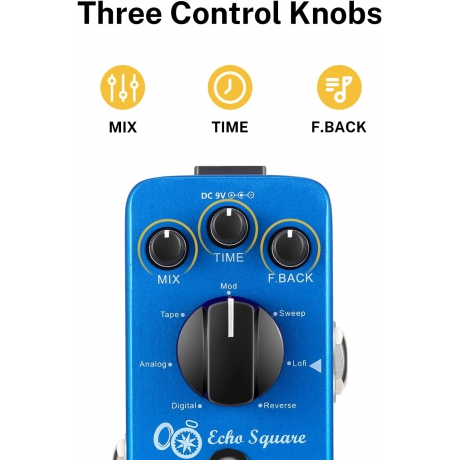 Three Control Knobs
MIX TIME F.BACK
DC 9V
MIX TIME F.BACK
Mod
Tape Sweep
Analog Lofi
Digital Reverse
Echo Square